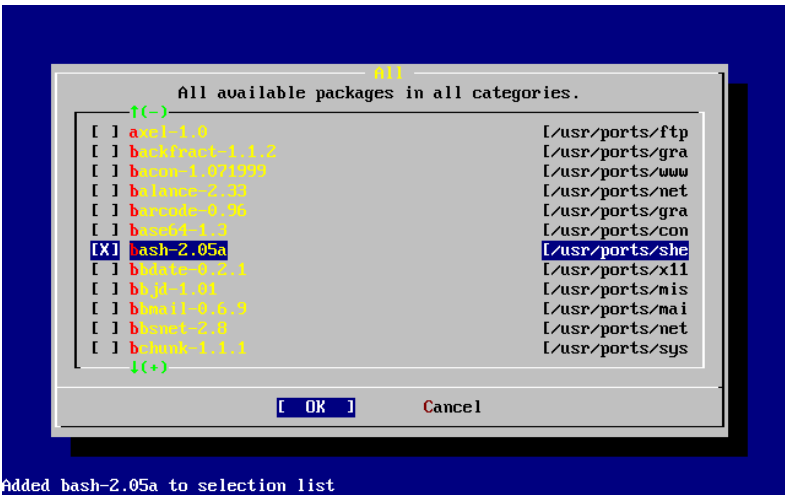 All
All available packages in all categories.
↑(-)
[ ] axel-1.0 [/usr/ports/ftp
[ ] backfract-1.1.2 [/usr/ports/gra
[ ] bacon-1.071999 [/usr/ports/www
[ ] balance-2.33 [/usr/ports/net
[ ] barcode-0.96 [/usr/ports/gra
[ ] base64-1.3 [/usr/ports/con
[X] bash-2.05a [/usr/ports/she
[ ] bbdate-0.2.1 [/usr/ports/x11
[ ] bbjd-1.01 [/usr/ports/mis
[ ] bbmail-0.6.9 [/usr/ports/mai
[ ] bbsnet-2.8 [/usr/ports/net
[ ] bchunk-1.1.1 [/usr/ports/sys
↓(+)
[ OK ] Cancel
Added bash-2.05a to selection list